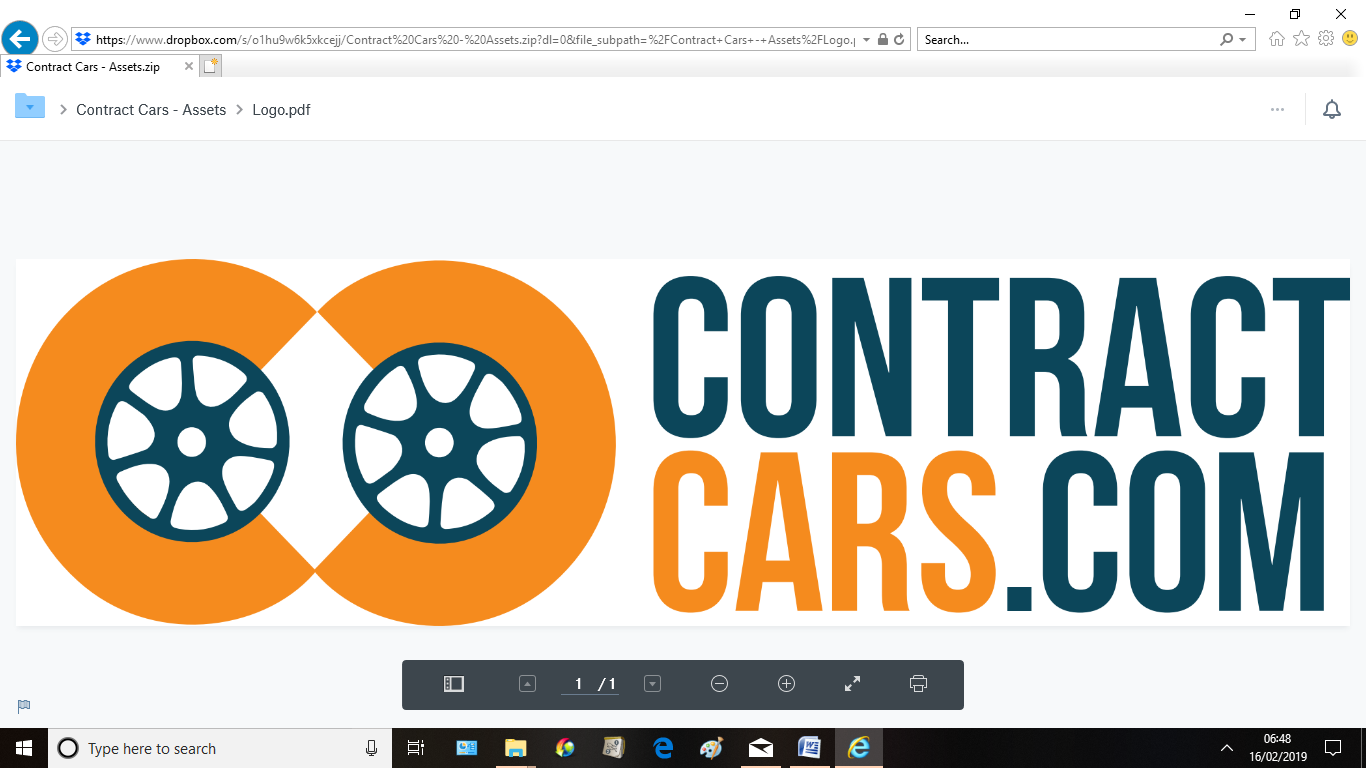 https://www.dropbox.com/s/o1hu9w6k5xkcejj/Contract%20Cars%20-%20Assets.zip?dl=0&file_subpath=%2FContract+Cars+-+Assets%2FLogo.p
Search...
Contract Cars - Assets.zip
Contract Cars - Assets > Logo.pdf
CONTRACT
CARS.COM
1 / 1
Type here to search
06:48
16/02/2019